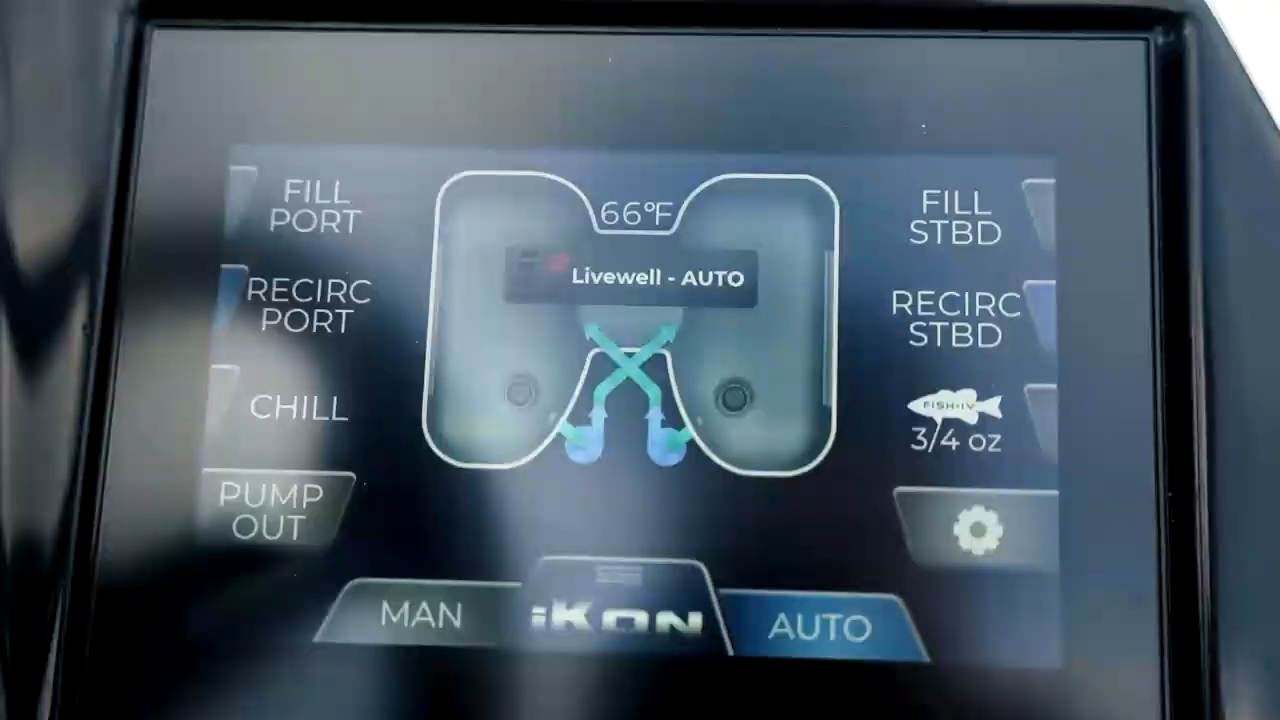 FILL
PORT
66°F
FILL
STBD
Livewell - AUTO
RECIRC
PORT
RECIRC
STBD
CHILL
FISH-IV
3/4 oz
PUMP
OUT
MAN
iKON
AUTO